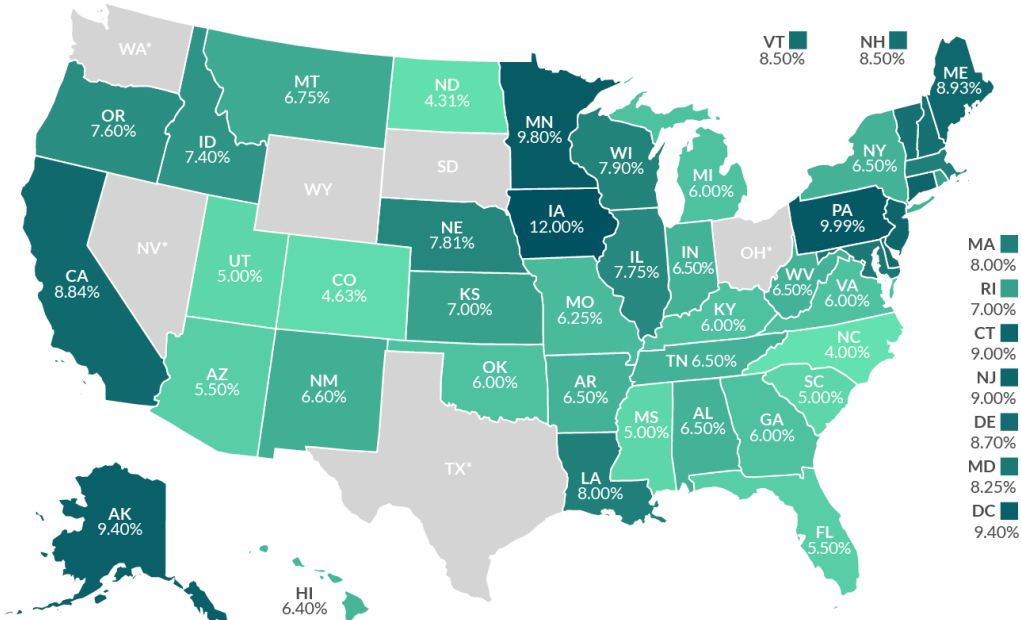 WA*
OR
7.60%
CA
8.84%
NV*
ID
7.40%
MT
6.75%
WY
UT
5.00%
CO
4.63%
AZ
5.50%
NM
6.60%
ND
4.31%
SD
NE
7.81%
KS
7.00%
OK
6.00%
TX*
MN
9.80%
IA
12.00%
MO
6.25%
AR
6.50%
LA
8.00%
WI
7.90%
IL
7.75%
MI
6.00%
IN
6.50%
OH*
KY
6.00%
TN 6.50%
MS
5.00%
AL
6.50%
GA
6.00%
FL
5.50%
SC
5.00%
NC
4.00%
VA
6.00%
WV
6.50%
PA
9.99%
NY
6.50%
ME
8.93%
VT
8.50%
NH
8.50%
MA
8.00%
RI
7.00%
CT
9.00%
NJ
9.00%
DE
8.70%
MD
8.25%
DC
9.40%
AK
9.40%
HI
6.40%